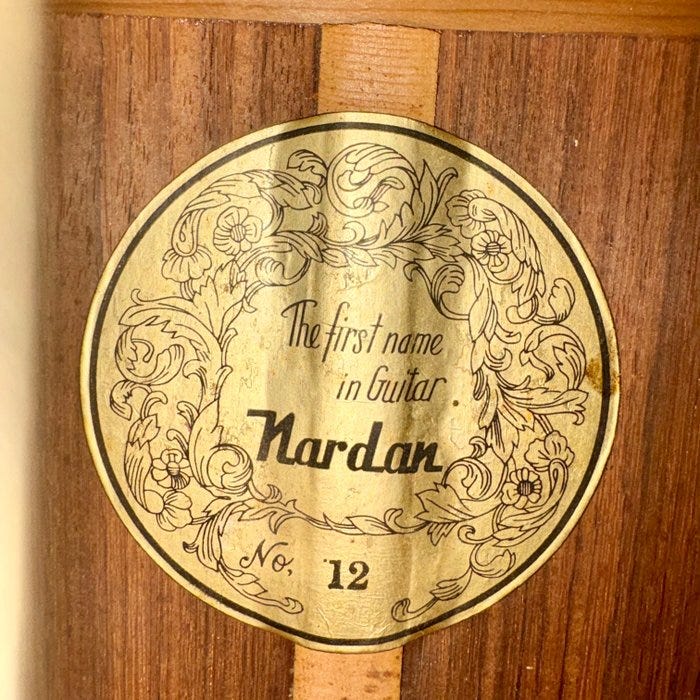 The first name
in Guitar
Nardan
No. 12